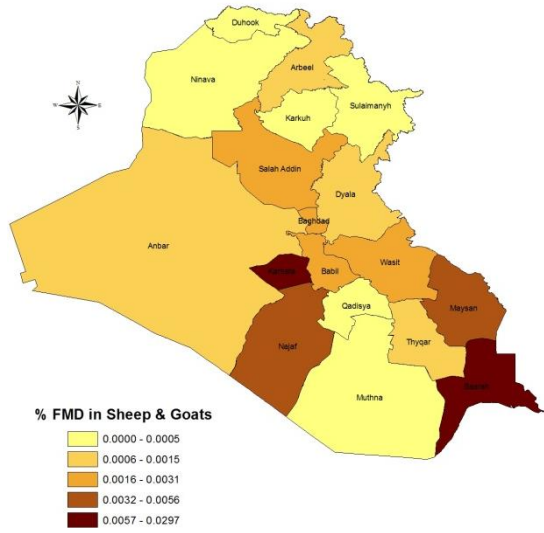 Duhook
Arbeel
Ninava
Sulaimanyh
Karkuh
N
W E
S
Salah Addin
Dyala
Baghdad
Anbar
Wasit
Babil
Maysan
Qadisya
Najaf
Thyqar
Muthna
% FMD in Sheep & Goats
0.0000 - 0.0005
0.0006 - 0.0015
0.0016 - 0.0031
0.0032 - 0.0056
0.0057 - 0.0297